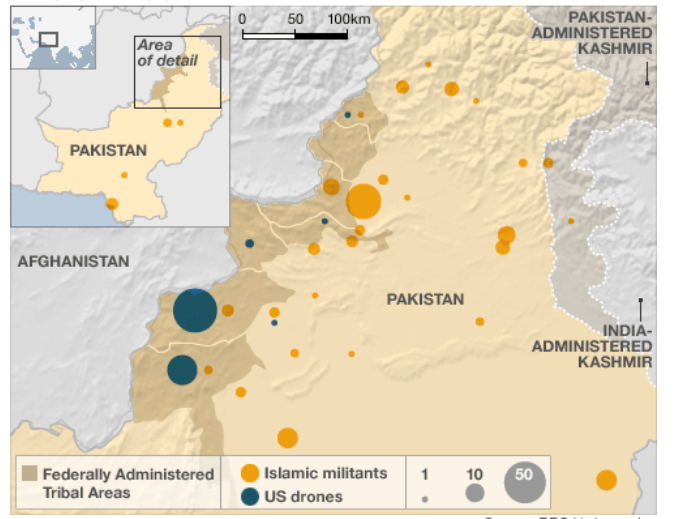 0 50 100km
PAKISTAN-
ADMINISTERED
KASHMIR
Area
of detail
PAKISTAN
AFGHANISTAN
PAKISTAN
INDIA-
ADMINISTERED
KASHMIR
Federally Administered
Tribal Areas
Islamic militants
US drones
1 10 50